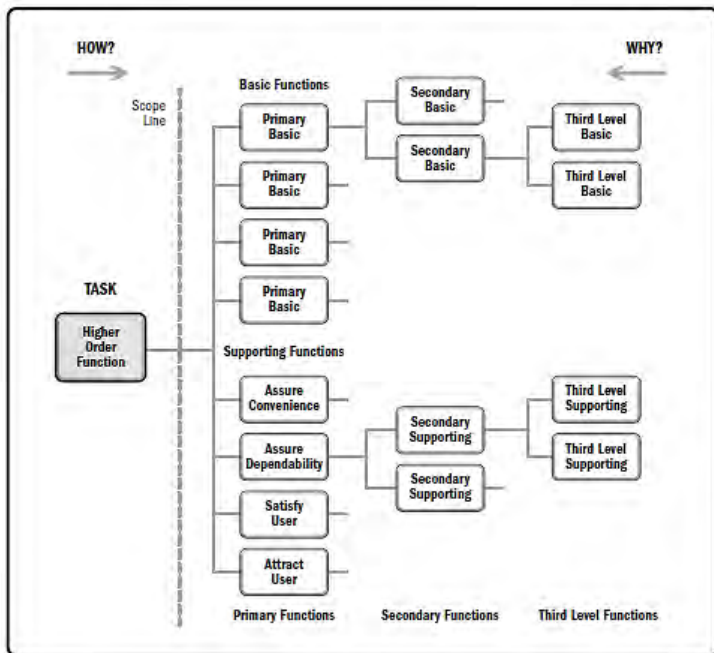 HOW?
WHY?
Scope
Line
Basic Functions
Primary
Basic
Secondary
Basic
Secondary
Basic
Third Level
Basic
Third Level
Basic
Primary
Basic
Primary
Basic
Primary
Basic
TASK
Higher
Order
Function
Supporting Functions
Assure
Convenience
Assure
Dependability
Secondary
Supporting
Secondary
Supporting
Third Level
Supporting
Third Level
Supporting
Satisfy
User
Attract
User
Primary Functions
Secondary Functions
Third Level Functions